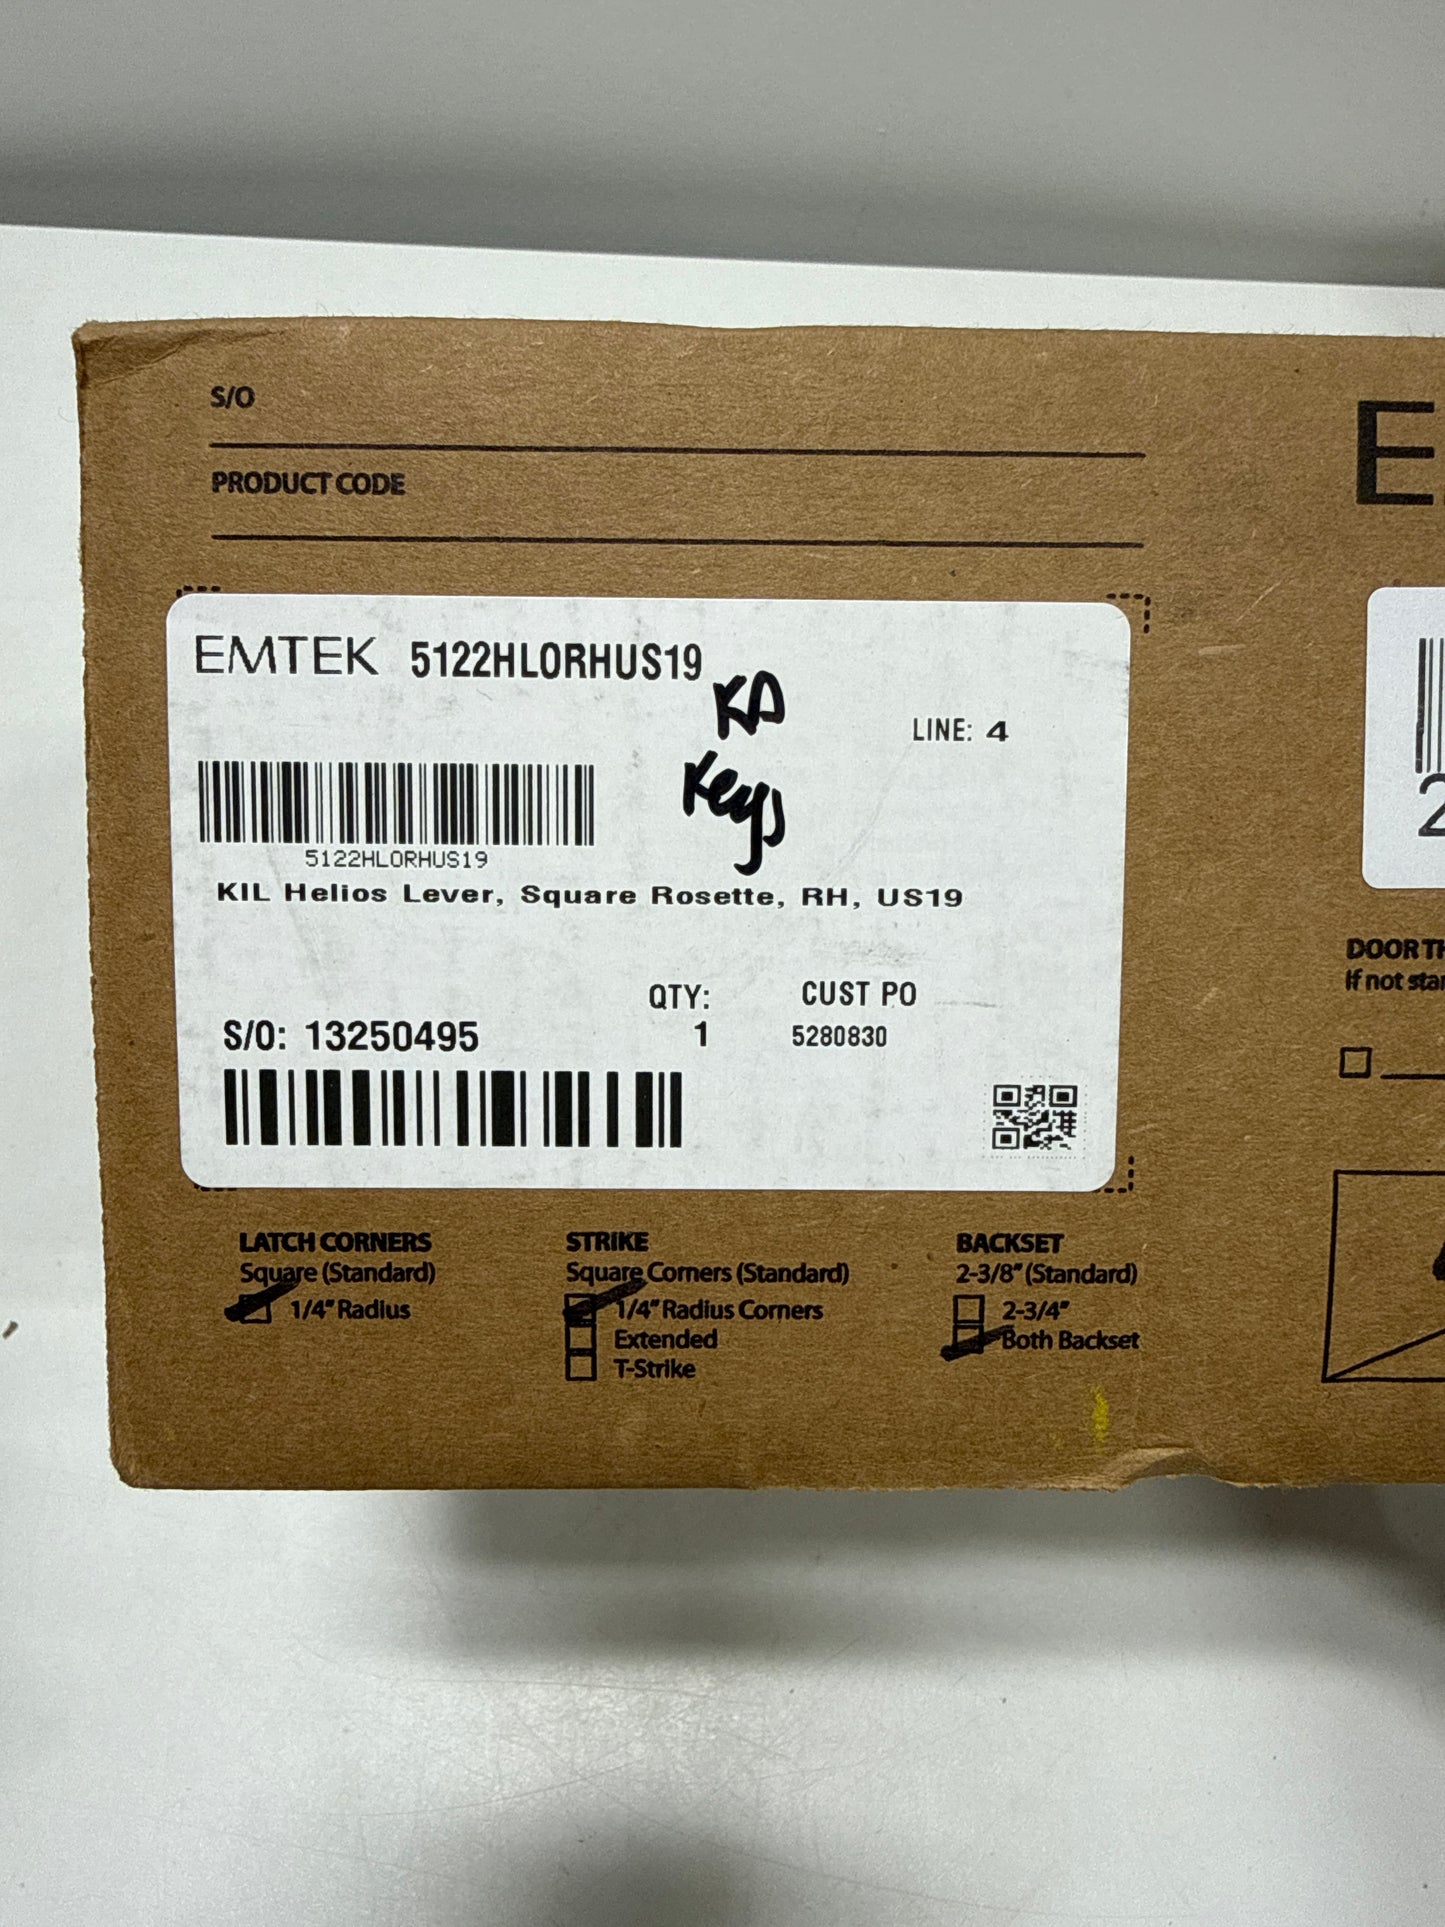 S/O
PRODUCT CODE
EMTEK 5122HLORHUS19
KD
Keys
LINE: 4
5122HLORHUS19
KIL Helios Lever, Square Rosette, RH, US19
QTY: CUST PO
S/O: 13250495 1 5280830
LATCH CORNERS
Square (Standard)
1/4" Radius
STRIKE
Square Corners (Standard)
1/4" Radius Corners
Extended
T-Strike
BACKSET
2-3/8" (Standard)
2-3/4"
Both Backset
E
2
DOOR TH
If not star